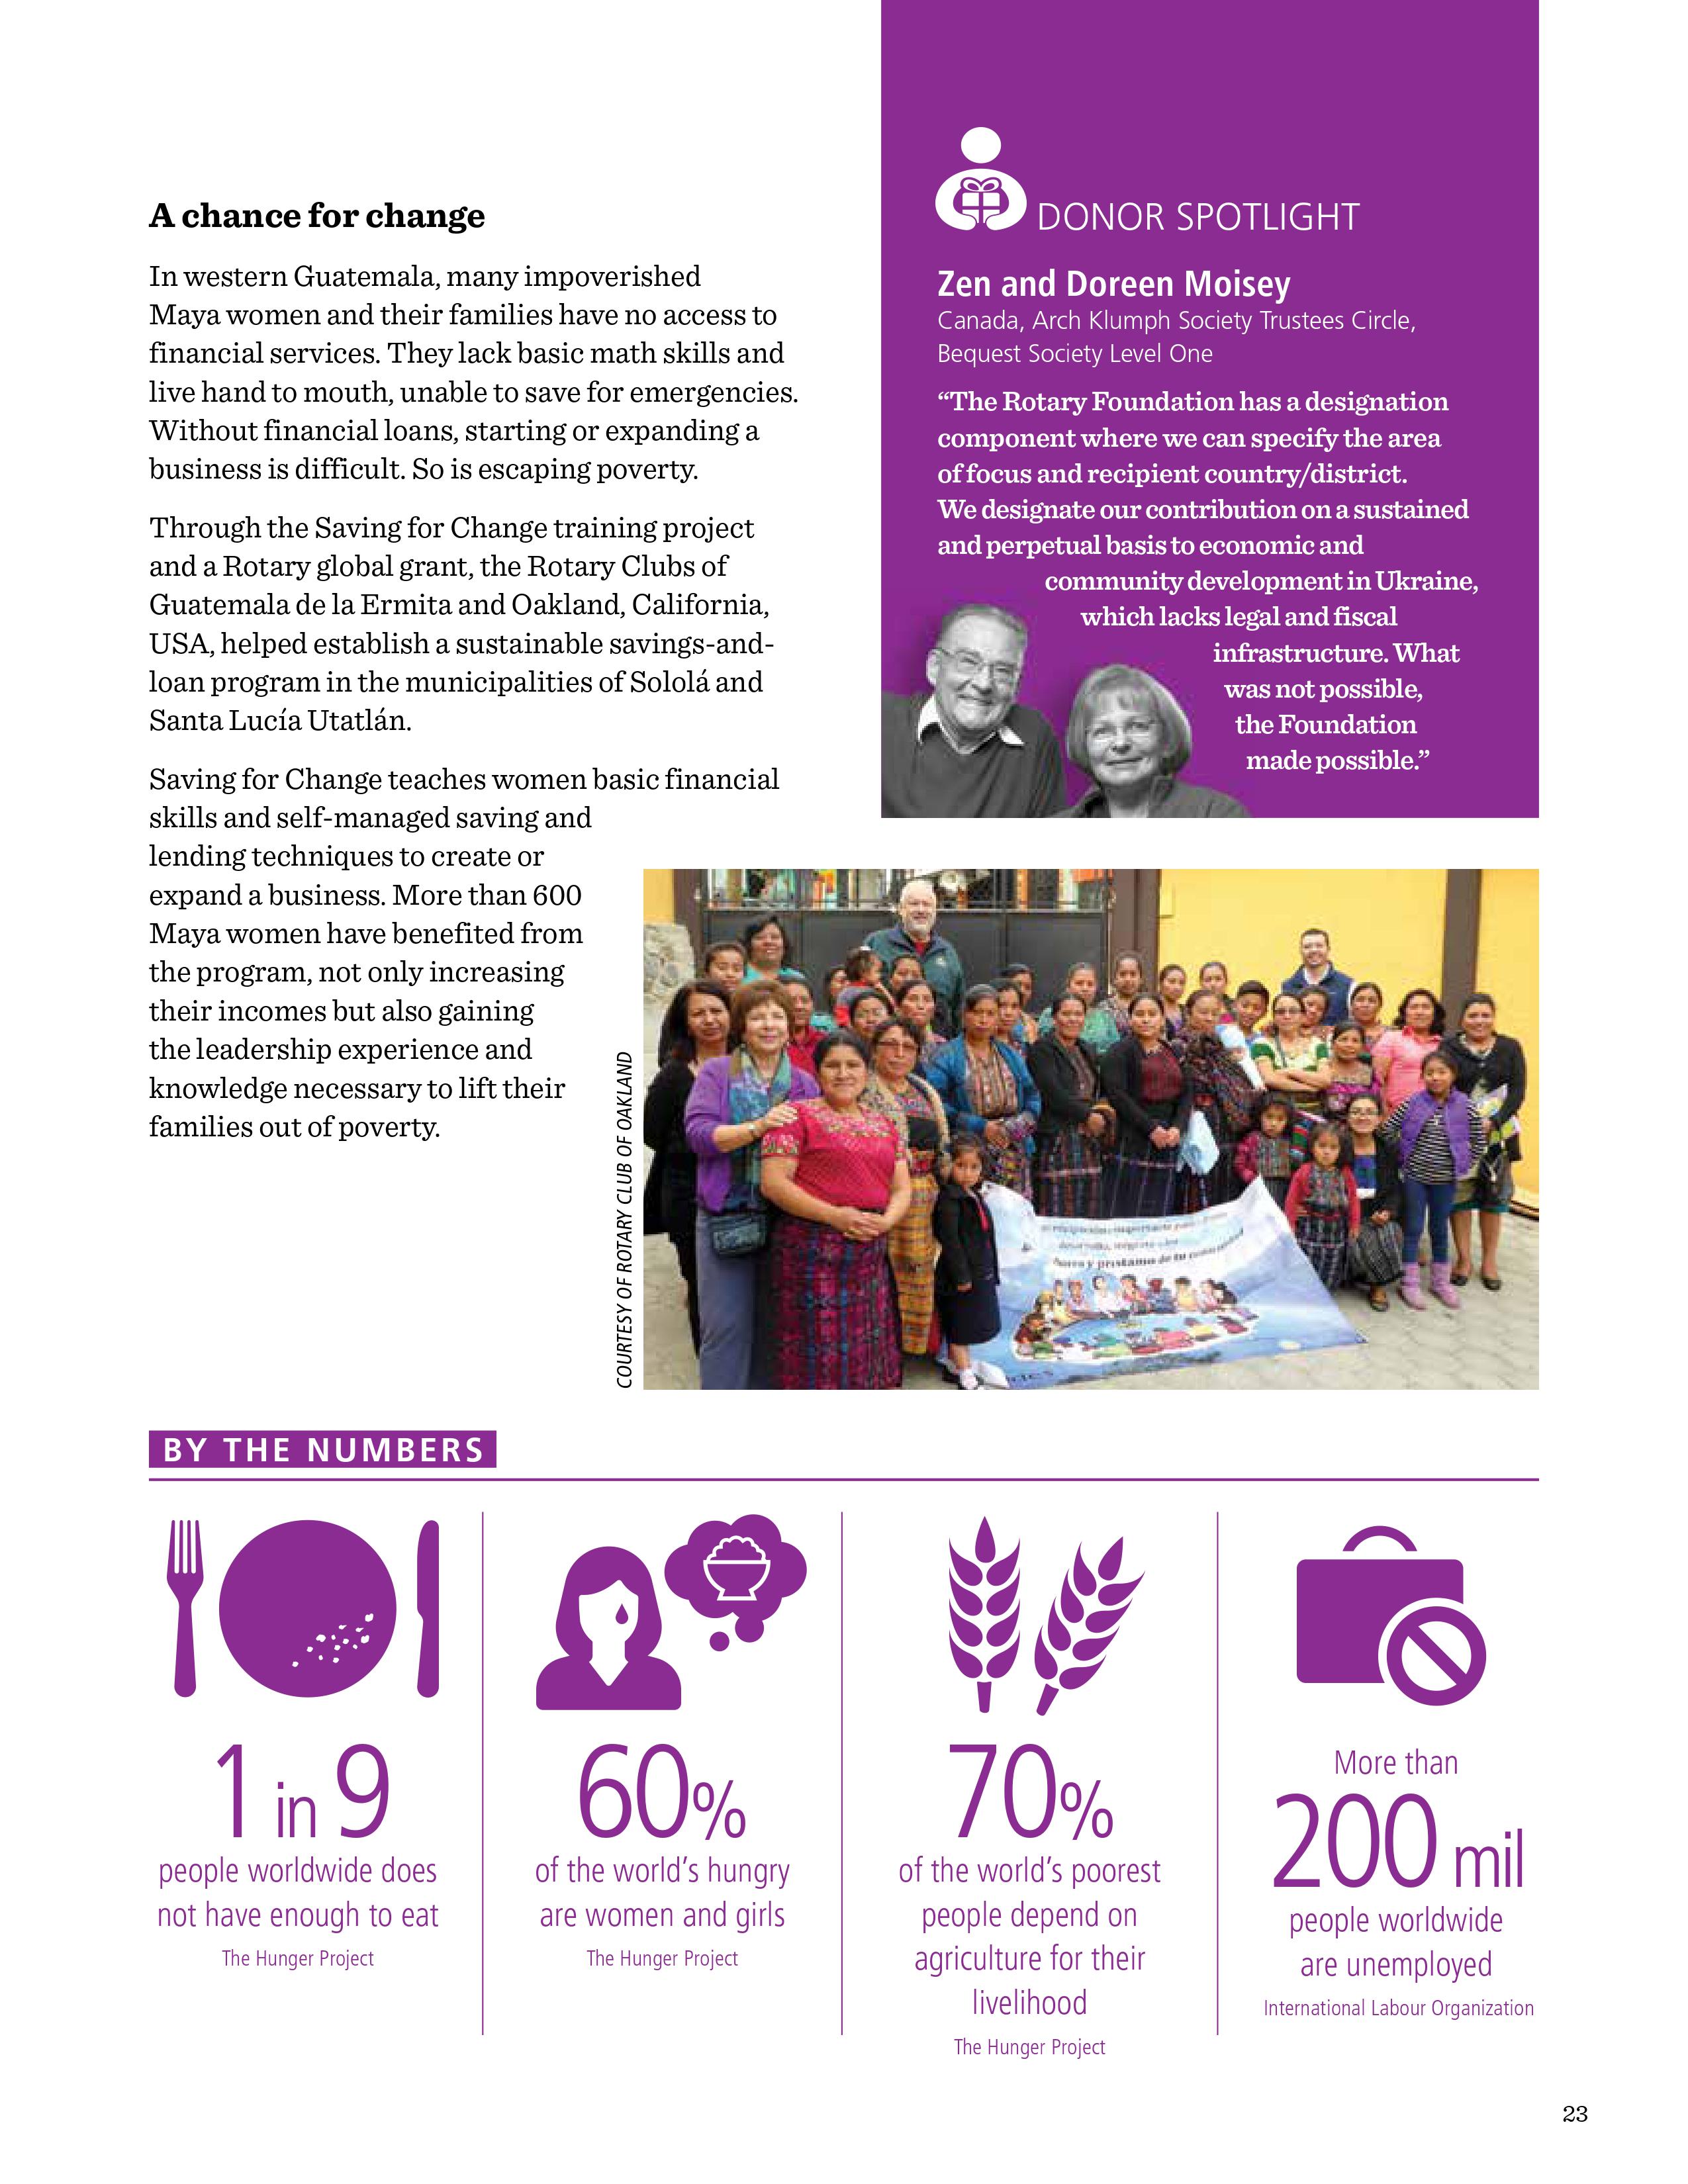 A chance for change
In western Guatemala, many impoverished
Maya women and their families have no access to
financial services. They lack basic math skills and
live hand to mouth, unable to save for emergencies.
Without financial loans, starting or expanding a
business is difficult. So is escaping poverty.
Through the Saving for Change training project
and a Rotary global grant, the Rotary Clubs of
Guatemala de la Ermita and Oakland, California,
USA, helped establish a sustainable savings-and-
loan program in the municipalities of Sololá and
Santa Lucía Utatlán.
Saving for Change teaches women basic financial
skills and self-managed saving and
lending techniques to create or
expand a business. More than 600
Maya women have benefited from
the program, not only increasing
their incomes but also gaining
the leadership experience and
knowledge necessary to lift their
families out of poverty.
DONOR SPOTLIGHT
Zen and Doreen Moisey
Canada, Arch Klumph Society Trustees Circle,
Bequest Society Level One
“The Rotary Foundation has a designation
component where we can specify the area
of focus and recipient country/district.
We designate our contribution on a sustained
and perpetual basis to economic and
community development in Ukraine,
which lacks legal and fiscal
infrastructure. What
was not possible,
the Foundation
made possible.”
COURTESY OF ROTARY CLUB OF OAKLAND
y prestamo de tu
BY THE NUMBERS
1 in 9
people worldwide does
not have enough to eat
The Hunger Project
60%
of the world’s hungry
are women and girls
The Hunger Project
70%
of the world’s poorest
people depend on
agriculture for their
livelihood
The Hunger Project
More than
200 mil
people worldwide
are unemployed
International Labour Organization
23